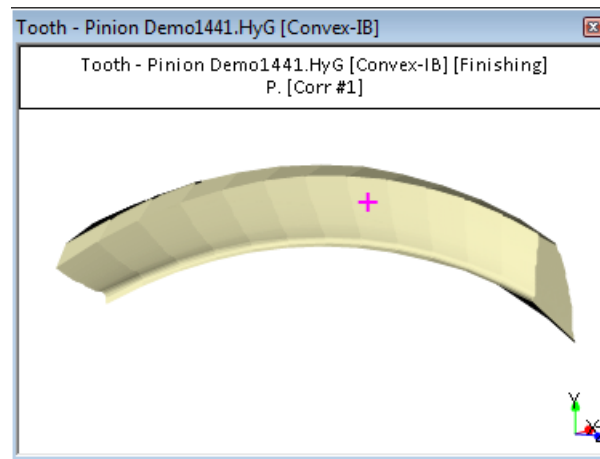 Tooth - Pinion Demo1441.HyG [Convex-IB]
Tooth - Pinion Demo1441.HyG [Convex-IB] [Finishing]
P. [Corr #1]
Y
X